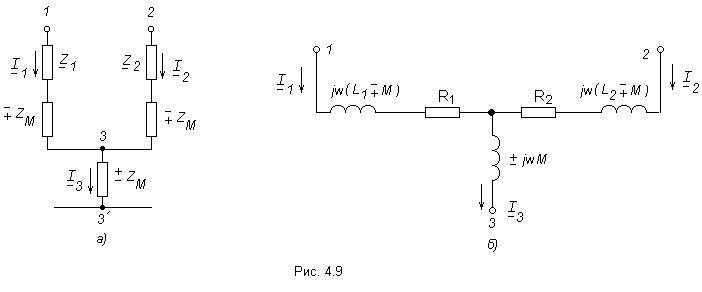 1 2
I1 Z1 Z2 I2
∓ ZM ∓ ZM
3
I3 ± ZM
3´
а)
1 2
I1 jw(L1∓M) R1 R2 jw(L2∓M) I2
± jwM
3 I3
б)
Рис. 4.9